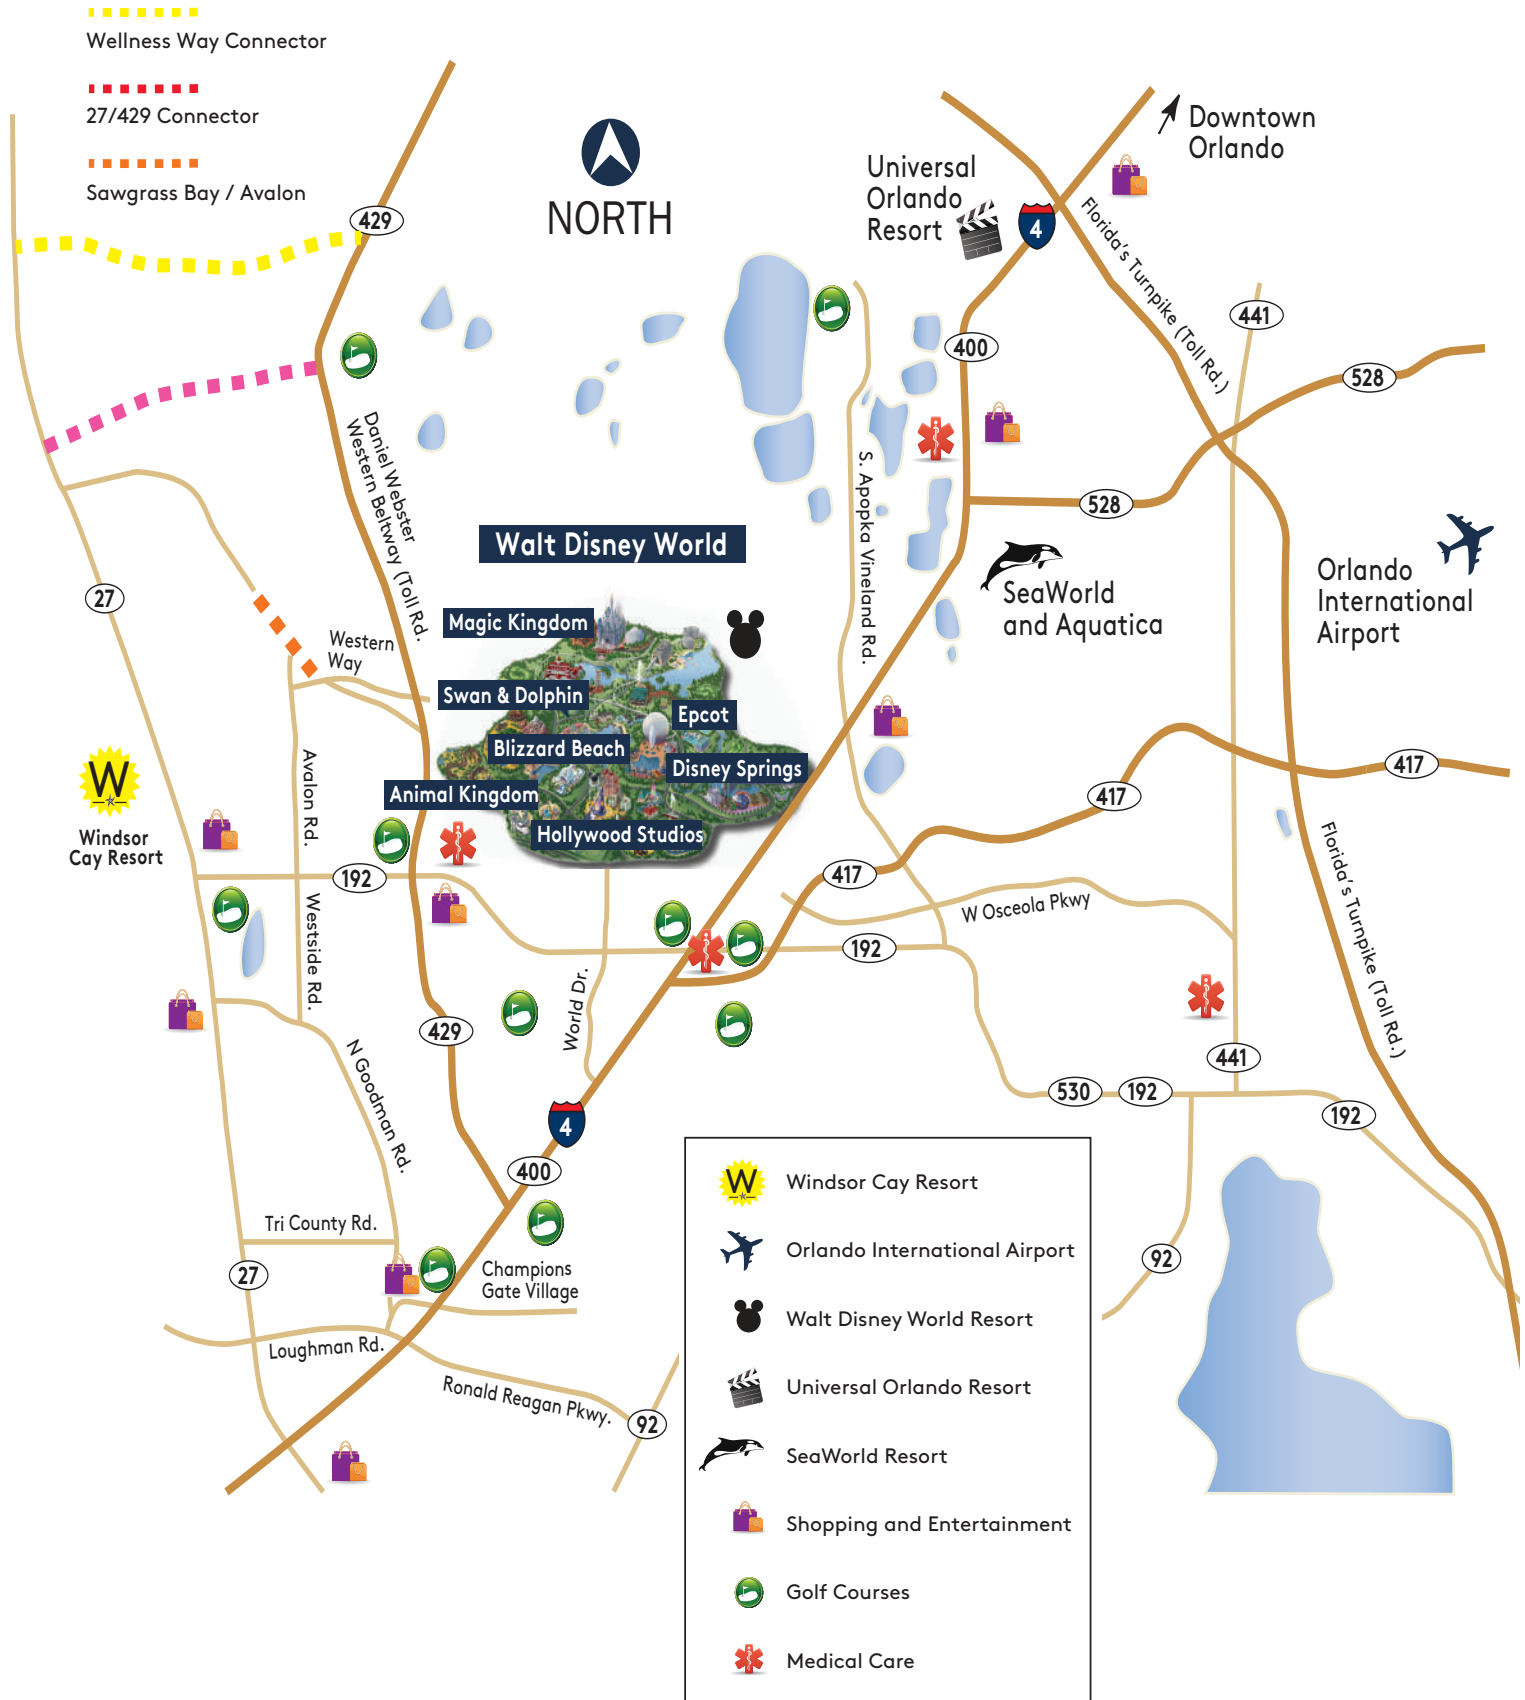 Wellness Way Connector
27/429 Connector
Sawgrass Bay / Avalon
NORTH
Downtown
Orlando
Universal
Orlando
Resort
4
429
Florida's Turnpike (Toll Rd.)
441
400
528
Daniel Webster
Western Beltway (Toll Rd.
S. Apopka Vineland Rd.
528
Walt Disney World
27
SeaWorld
and Aquatica
Orlando
International
Airport
Magic Kingdom
Western
Way
Swan & Dolphin
Epcot
Blizzard Beach
Disney Springs
Animal Kingdom
Hollywood Studios
W
Windsor
Cay Resort
Avalon Rd.
417
417
417
Florida's Turnpike (Toll Rd.)
192
Westside Rd.
W Osceola Pkwy
192
World Dr.
429
N Goodman Rd.
441
530
192
192
4
400
Tri County Rd.
27
Champions
Gate Village
92
Loughman Rd.
Ronald Reagan Pkwy.
92
W
Windsor Cay Resort
Orlando International Airport
Walt Disney World Resort
Universal Orlando Resort
SeaWorld Resort
Shopping and Entertainment
Golf Courses
Medical Care